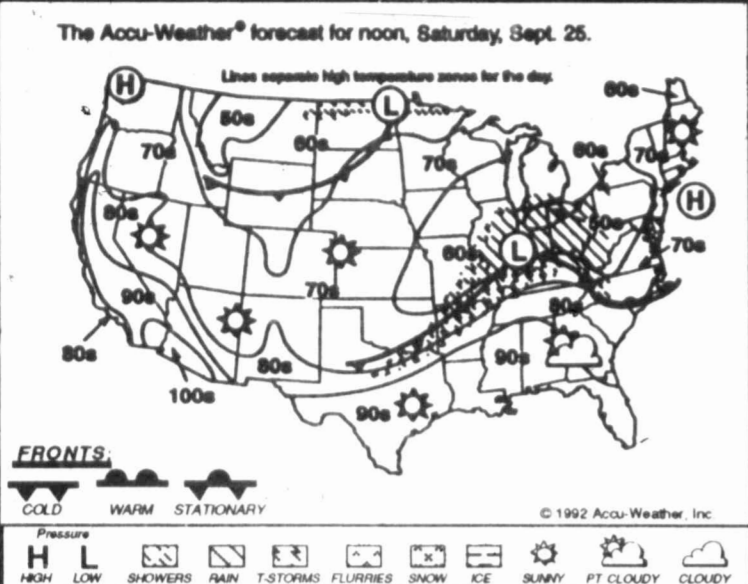 The Accu-Weather® forecast for noon, Saturday, Sept. 25.
Lines separate high temperature zones for the day.
H
L
60s
50s
60s
70s
70s
60s
70s
H
80s
60s
L
50s
70s
70s
90s
80s
80s
80s
90s
100s
90s
FRONTS:
COLD WARM STATIONARY
© 1992 Accu-Weather, Inc
Pressure
H L
HIGH LOW SHOWERS RAIN T-STORMS FLURRIES SNOW ICE SUNNY PT CLOUDY CLOUDY